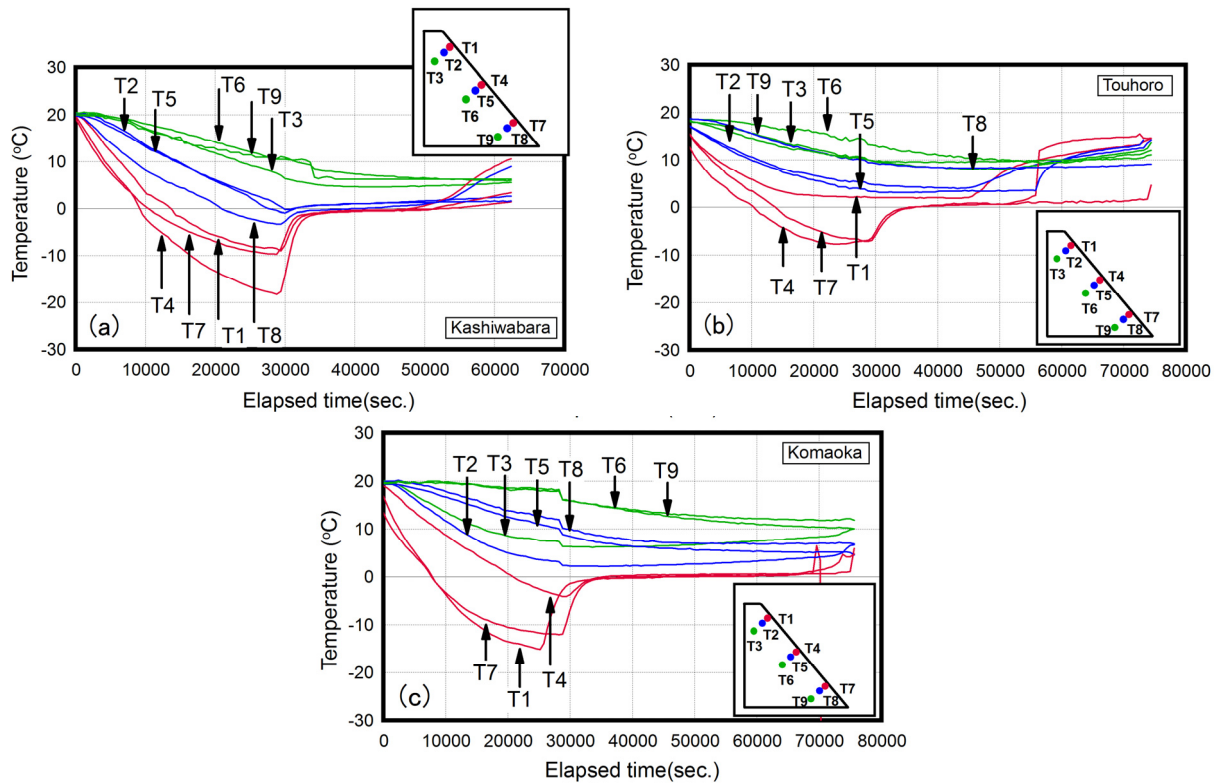 T1
T2
T3
T4
T5
T6
T7
T8
T9
T2
T5
T6
T9
T3
T4
T7
T1
T8
30
20
10
0
-10
-20
-30
Temperature (oC)
(a)
Kashiwabara
0 10000 20000 30000 40000 50000 60000 70000
Elapsed time(sec.)
30
20
10
0
-10
-20
-30
Temperature (oC)
Touhoro
T2
T9
T3
T6
T5
T8
T4
T7
T1
(b)
T1
T2
T3
T4
T5
T6
T7
T8
T9
0 10000 20000 30000 40000 50000 60000 70000 80000
Elapsed time(sec.)
30
20
10
0
-10
-20
-30
Temperature (oC)
Komaoka
T2
T3
T5
T8
T6
T9
T7
T1
T4
(c)
T1
T2
T3
T4
T5
T6
T7
T8
T9
0 10000 20000 30000 40000 50000 60000 70000 80000
Elapsed time(sec.)